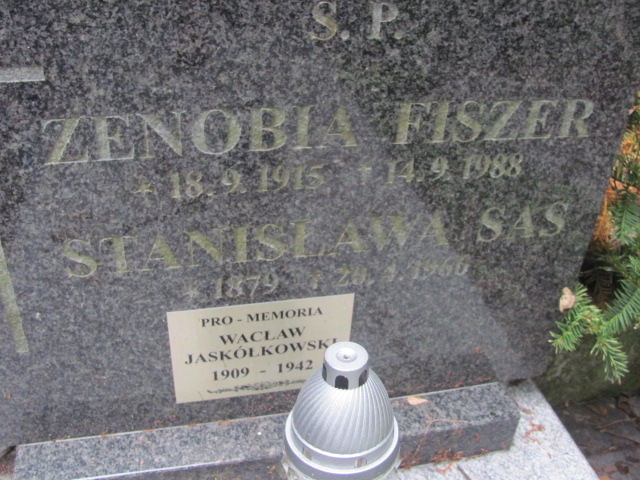 Ś. P.
ZENOBIA FISZER
* 18.9.1915 † 14.9.1988
STANISŁAWA SAS
* 1879 † 20.4.1960
PRO - MEMORIA
WACŁAW
JASKÓŁKOWSKI
1909 - 1942